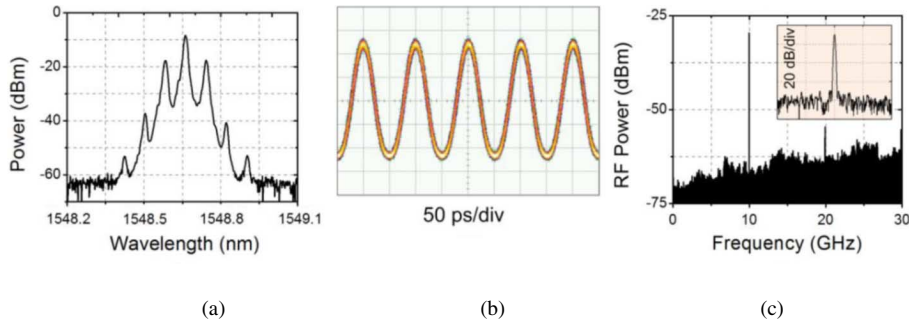 0
-20
-40
-60
Power (dBm)
1548.2
1548.5
1548.8
1549.1
Wavelength (nm)
50 ps/div
-25
-50
-75
RF Power (dBm)
20 dB/div
0
10
20
30
Frequency (GHz)
(a)
(b)
(c)